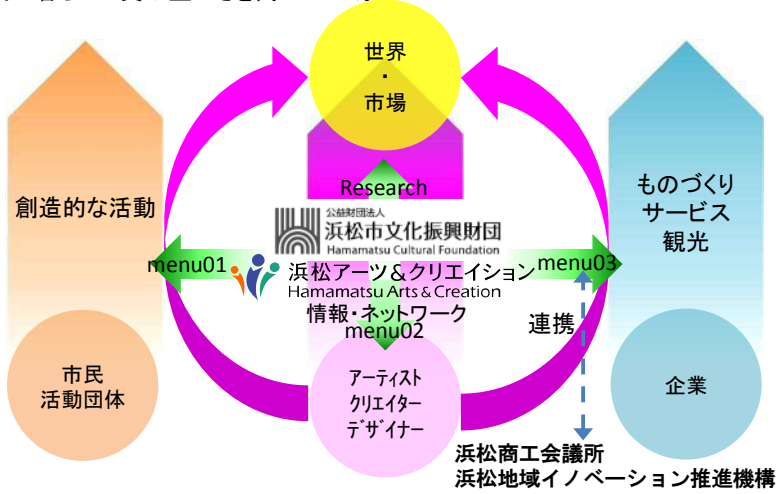 世界
・
市場
創造的な活動
Research
ものづくり
サービス
観光
公益財団法人
浜松市文化振興財団
Hamamatsu Cultural Foundation
menu01
浜松アーツ&クリエイション
menu03
Hamamatsu Arts & Creation
情報・ネットワーク
menu02
連携
市民
活動団体
アーティスト
クリエイター
デザイナー
企業
浜松商工会議所
浜松地域イノベーション推進機構